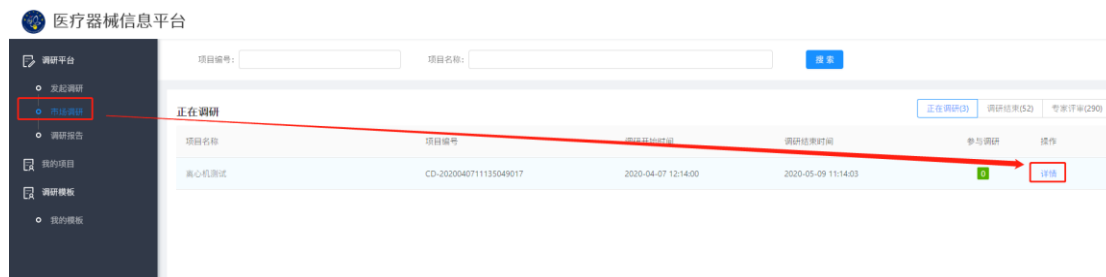 医疗器械信息平台
调研平台
发起调研
市场调研
调研报告
我的项目
调研模板
我的模板
项目编号: 项目名称: 搜索
正在调研 正在调研(3) 调研结束(52) 专家评审(290)
项目名称 项目编号 调研开始时间 调研结束时间 参与调研 操作
离心机测试 CD-2020040711135049017 2020-04-07 12:14:00 2020-05-09 11:14:03 0 详情